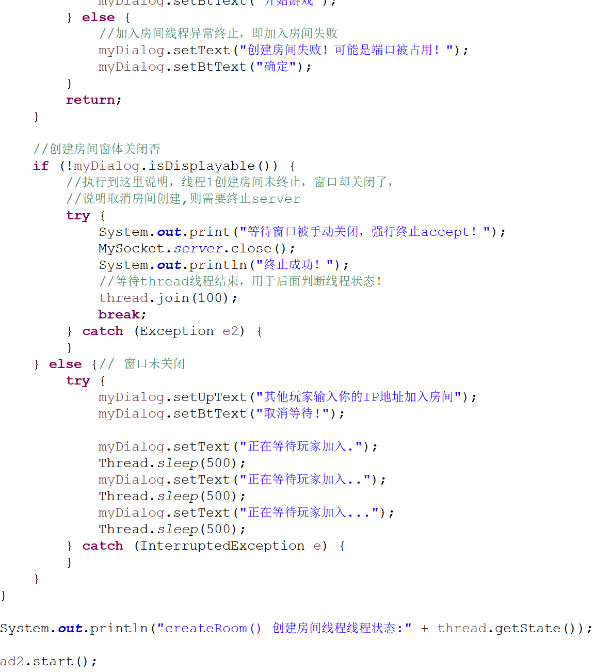 myDialog.setBtText("开始游戏");
} else {
//加入房间线程异常终止，即加入房间失败
myDialog.setText("创建房间失败！可能是端口被占用！");
myDialog.setBtText("确定");
}
return;
}
//创建房间窗体关闭否
if (!myDialog.isDisplayable()) {
//执行到这里说明，线程1创建房间未终止，窗口却关闭了，
//说明取消房间创建,则需要终止server
try {
System.out.print("等待窗口被手动关闭，强行终止accept！");
MySocket.server.close();
System.out.println("终止成功！");
//等待thread线程结束，用于后面判断线程状态！
thread.join(100);
break;
} catch (Exception e2) {
}
} else {// 窗口未关闭
try {
myDialog.setUpText("其他玩家输入你的IP地址加入房间");
myDialog.setBtText("取消等待!");
myDialog.setText("正在等待玩家加入.");
Thread.sleep(500);
myDialog.setText("正在等待玩家加入..");
Thread.sleep(500);
myDialog.setText("正在等待玩家加入...");
Thread.sleep(500);
} catch (InterruptedException e) {
}
}
}
System.out.println("createRoom() 创建房间线程线程状态:" + thread.getState());
ad2.start();